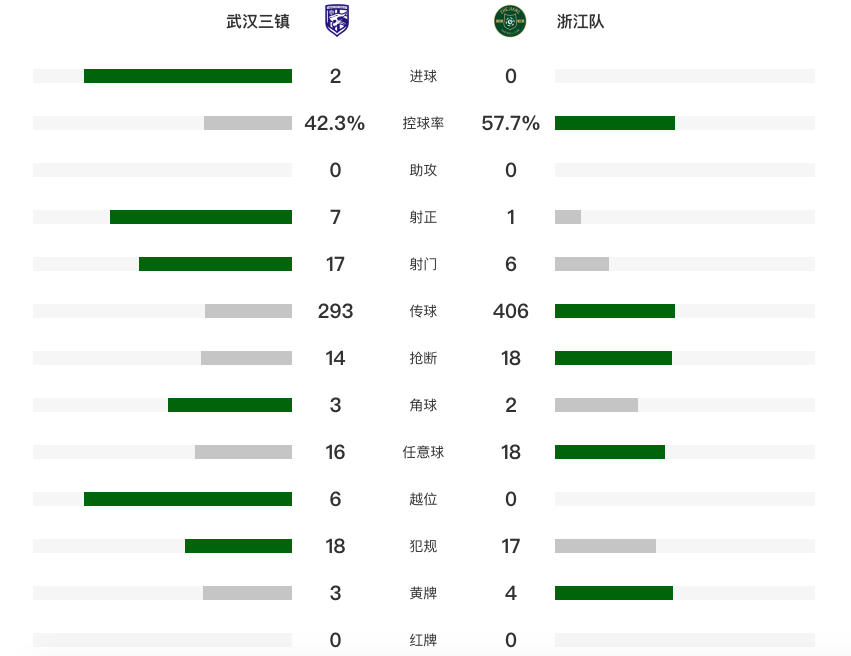 武汉三镇 浙江队
2 进球 0
42.3% 控球率 57.7%
0 助攻 0
7 射正 1
17 射门 6
293 传球 406
14 抢断 18
3 角球 2
16 任意球 18
6 越位 0
18 犯规 17
3 黄牌 4
0 红牌 0